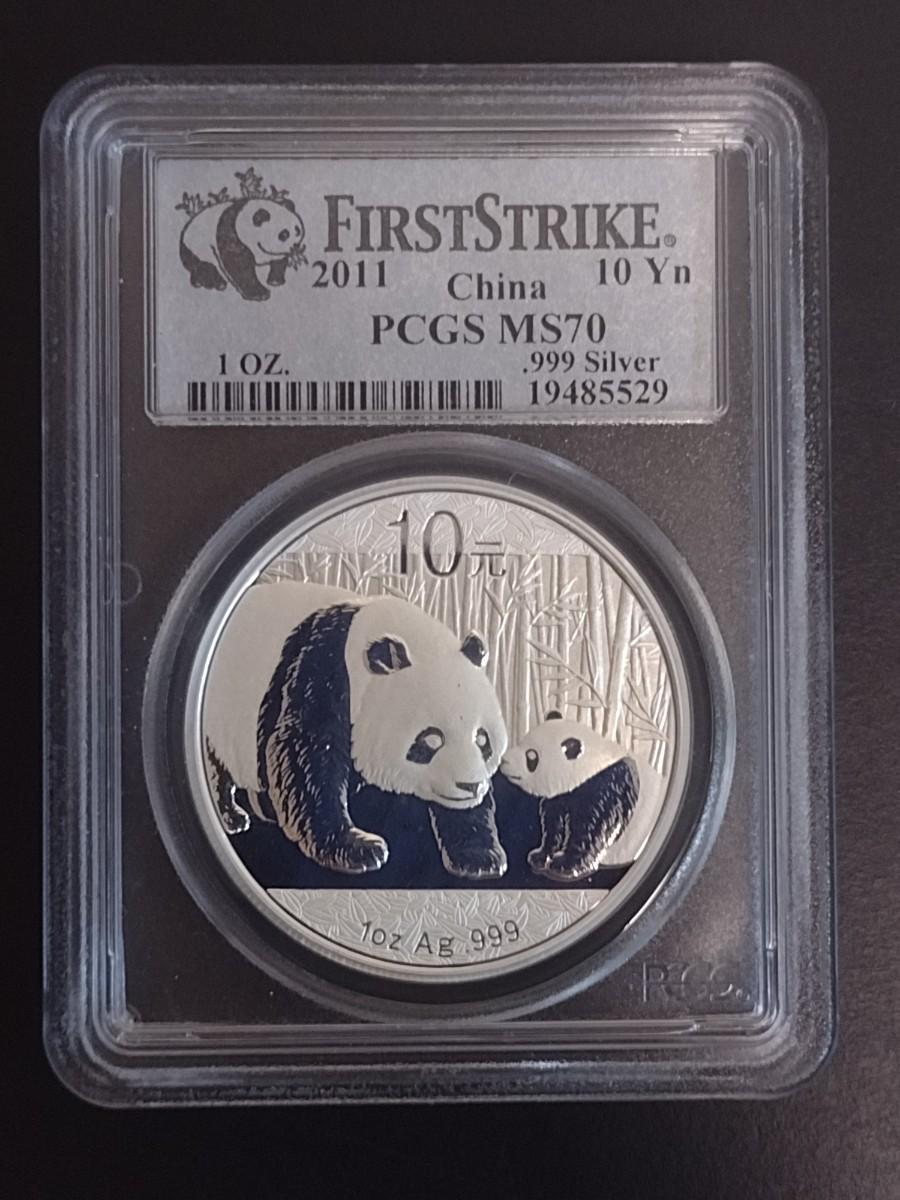 FIRSTSTRIKE®
2011 China 10 Yn
PCGS MS70
1 OZ. .999 Silver
19485529
10元
1oz Ag .999
PCGS